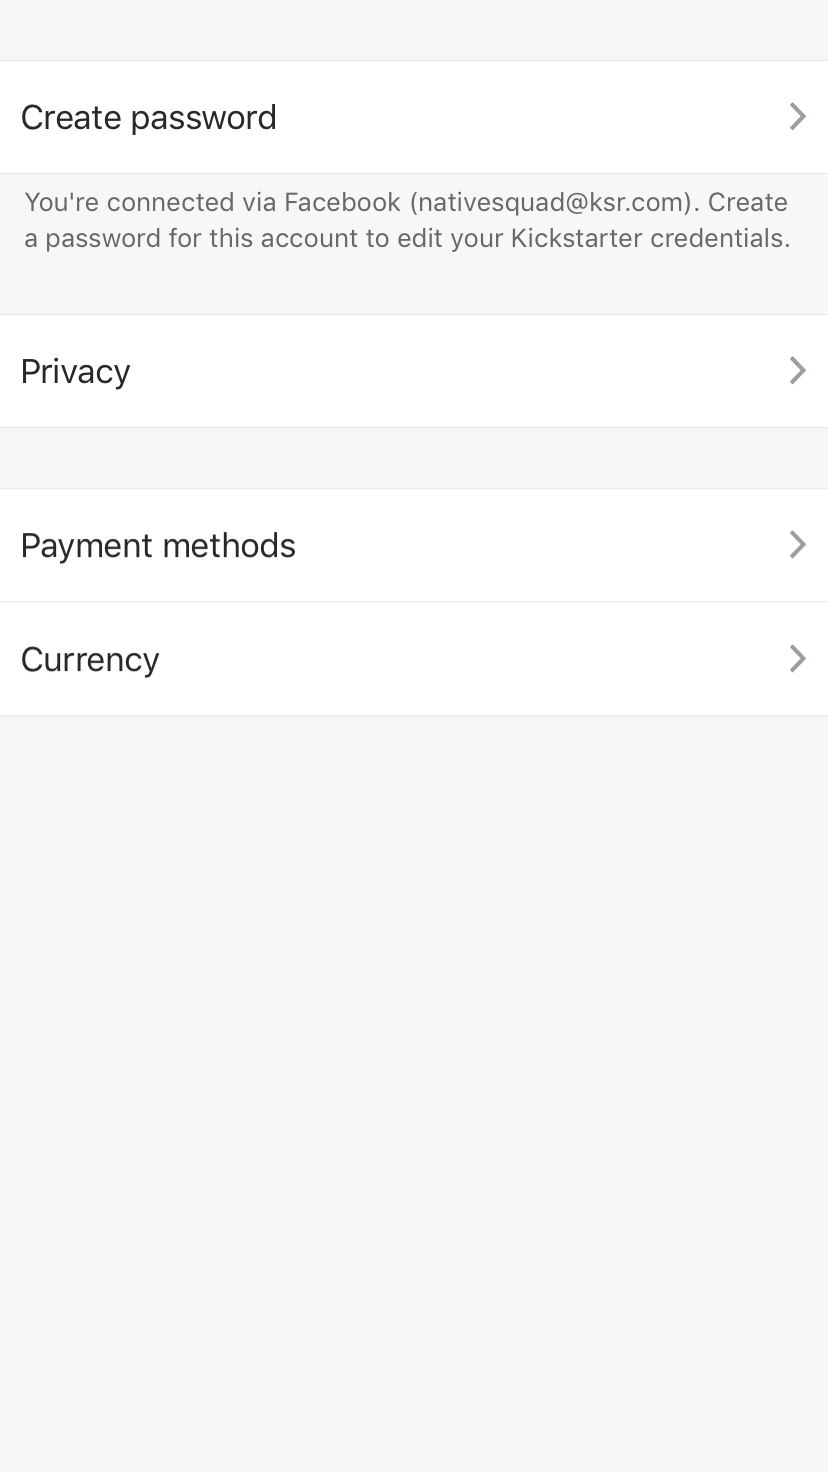 Create password
You're connected via Facebook (nativesquad@ksr.com). Create
a password for this account to edit your Kickstarter credentials.
Privacy
Payment methods
Currency